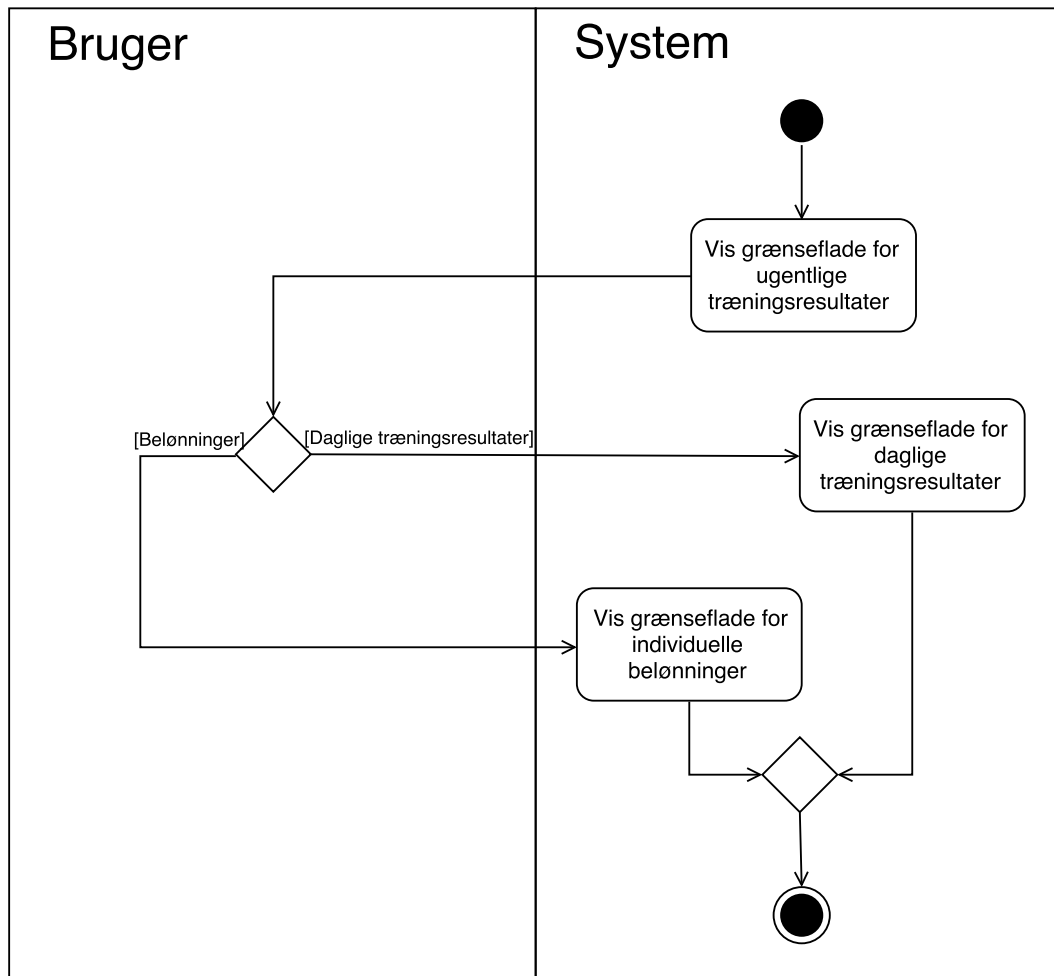 Bruger
System
Vis grænseflade for
ugentlige
træningsresultater
[Belønninger]
[Daglige træningsresultater]
Vis grænseflade for
daglige
træningsresultater
Vis grænseflade for
individuelle
belønninger